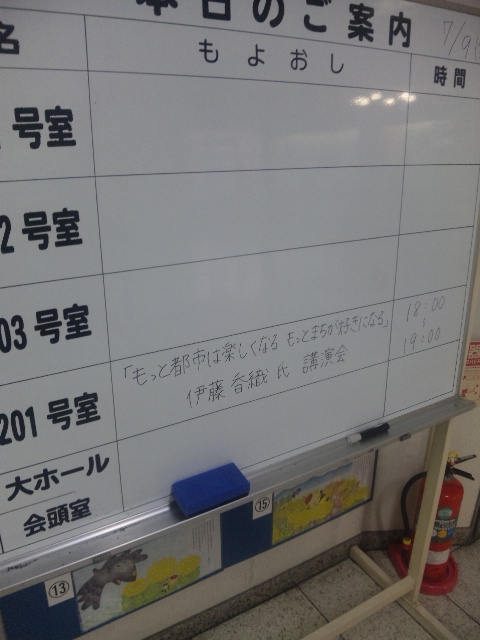 本日のご案内
7/9
名
もよおし
時間
号室
2号室
03号室
「もっと都市は楽しくなる もっとまちが好きになる」
伊藤香織氏 講演会
18:00
〜
19:00
201号室
大ホール
会頭室
⑬
⑮